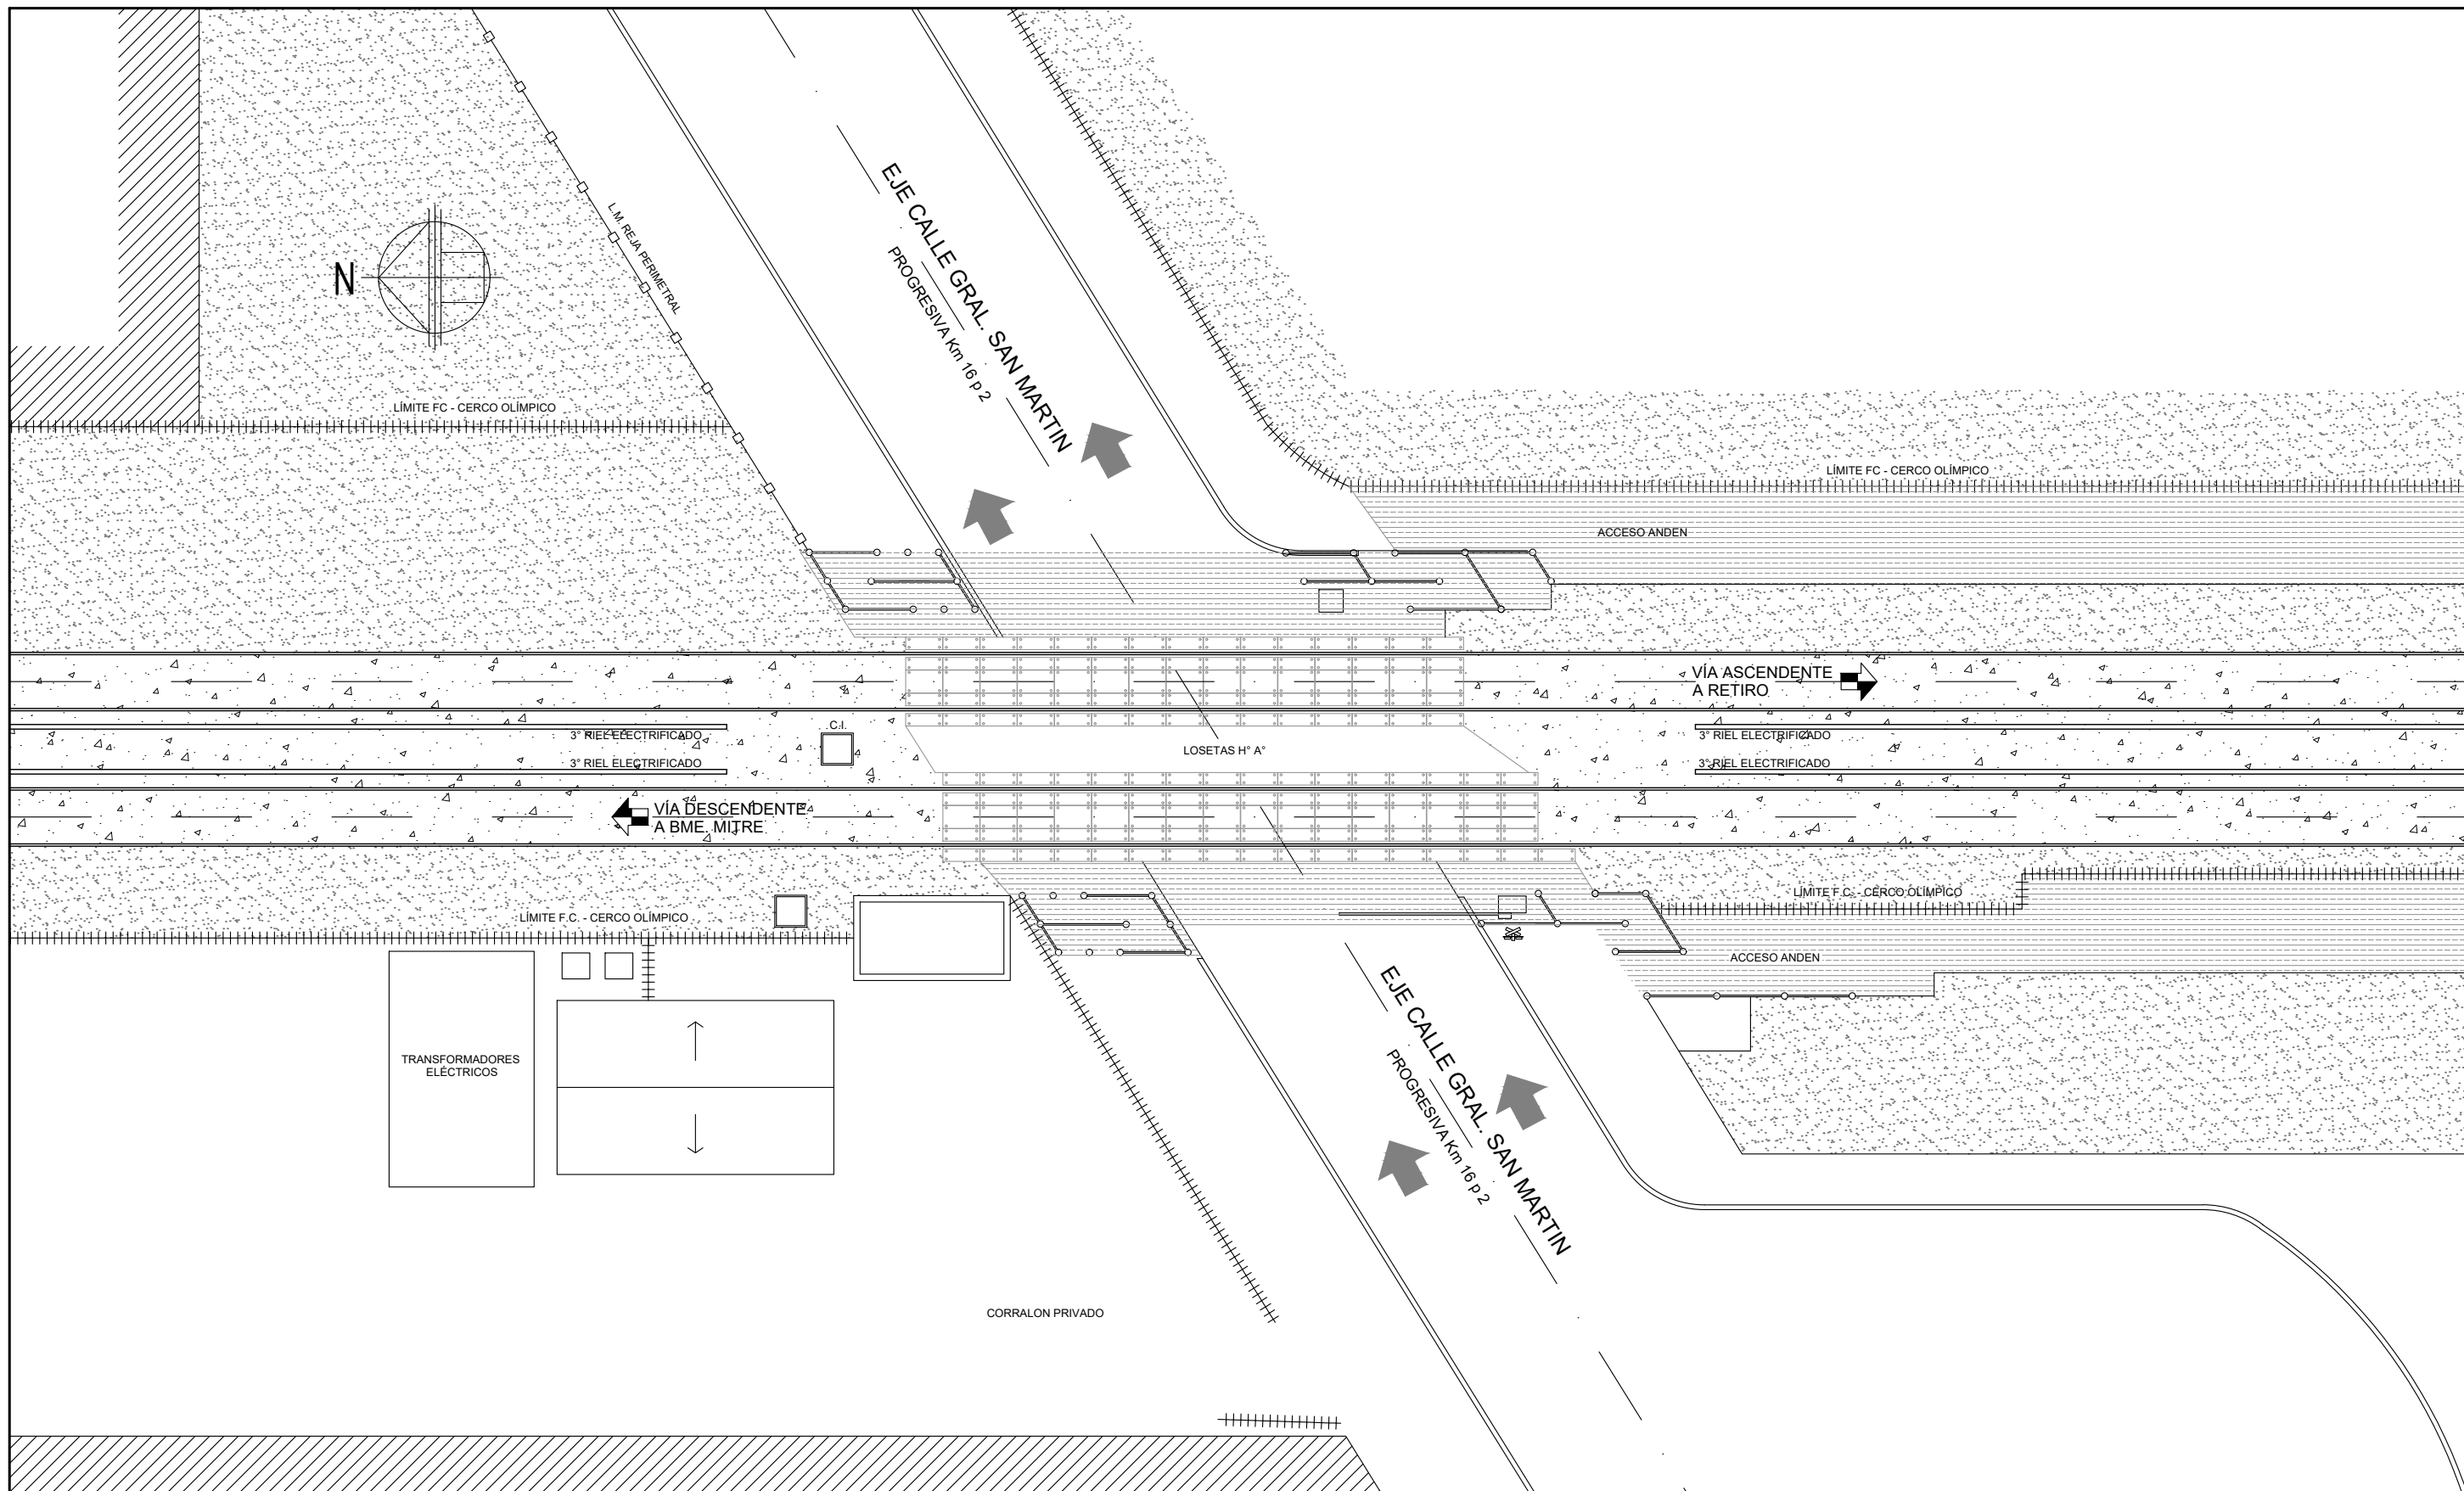 N
L.M. REJA PERIMETRAL
EJE CALLE GRAL. SAN MARTIN
PROGRESIVA Km 16 p 2
LÍMITE FC - CERCO OLÍMPICO
LÍMITE FC - CERCO OLÍMPICO
ACCESO ANDEN
VÍA ASCENDENTE
A RETIRO
C.I.
3° RIEL ELECTRIFICADO
3° RIEL ELECTRIFICADO
LOSETAS H° A°
3° RIEL ELECTRIFICADO
3° RIEL ELECTRIFICADO
VÍA DESCENDENTE
A BME. MITRE
LÍMITE F.C. - CERCO OLÍMPICO
LÍMITE F.C. - CERCO OLÍMPICO
ACCESO ANDEN
TRANSFORMADORES
ELÉCTRICOS
EJE CALLE GRAL. SAN MARTIN
PROGRESIVA Km 16 p 2
CORRALON PRIVADO